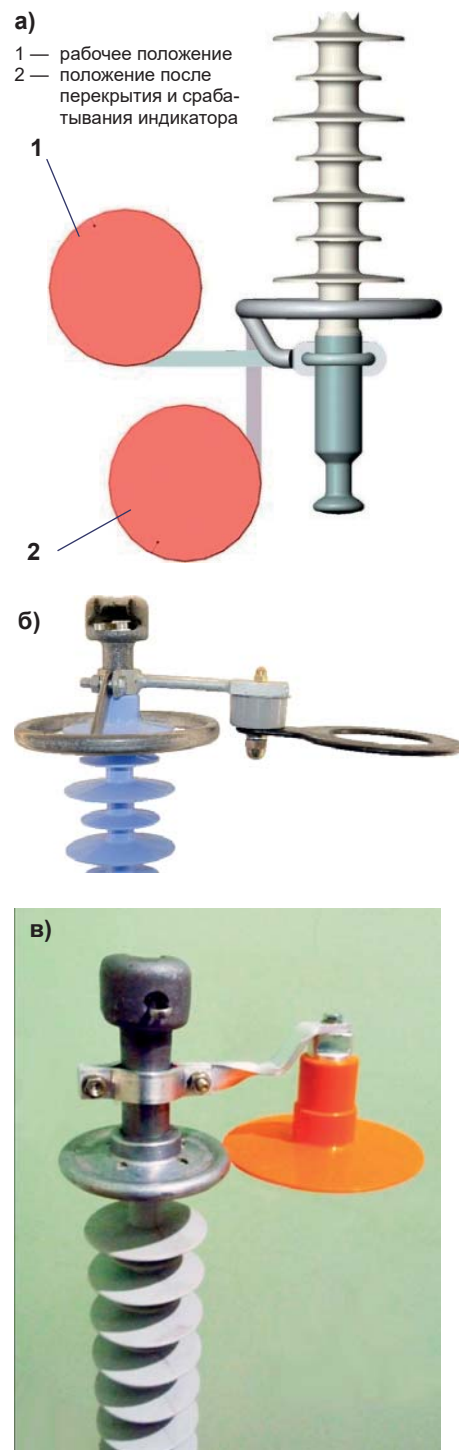 а)
1 — рабочее положение
2 — положение после
перекрытия и сраба-
тывания индикатора
1
2
б)
в)